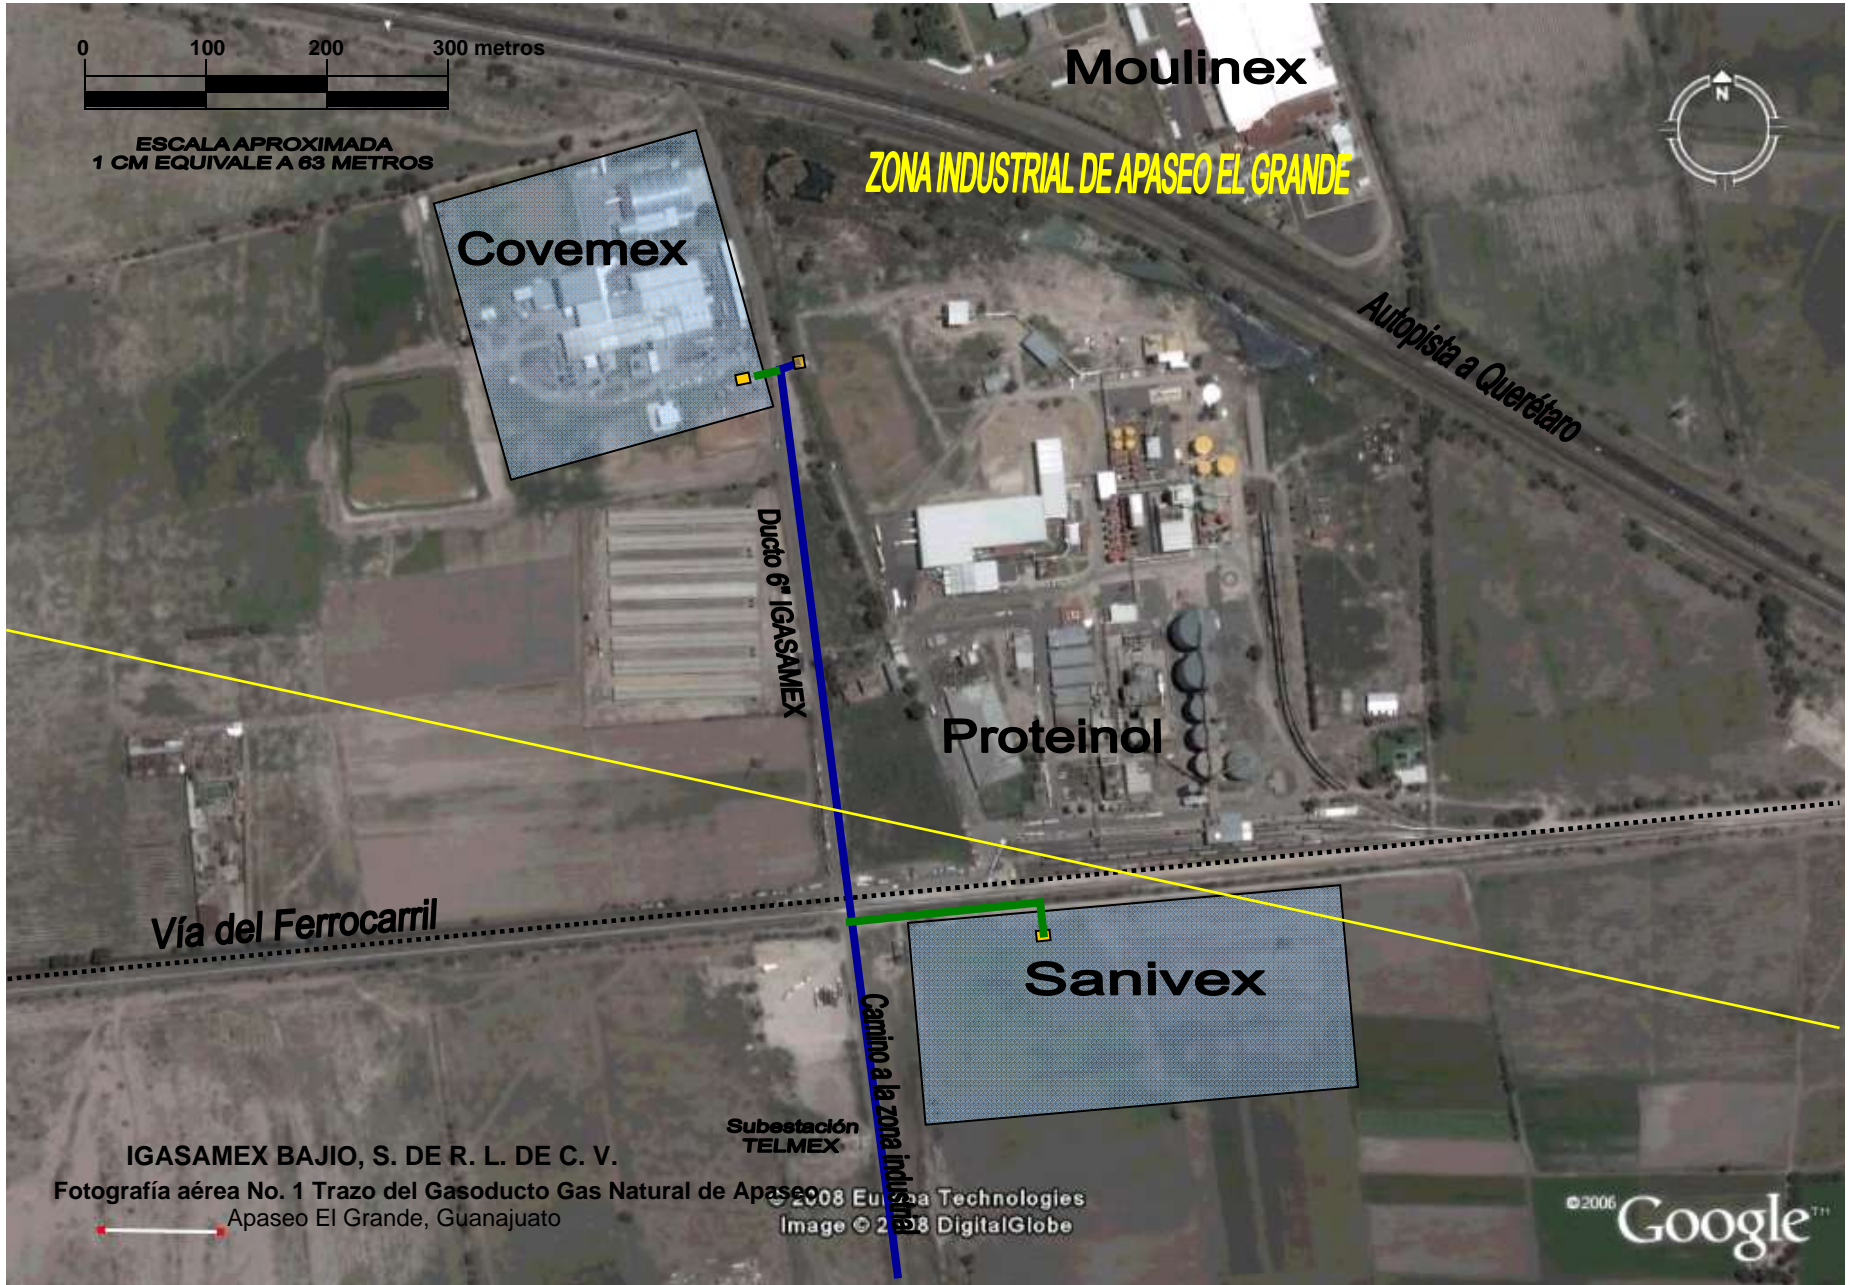 0 100 200 300 metros
ESCALA APROXIMADA
1 CM EQUIVALE A 63 METROS
Moulinex
N
ZONA INDUSTRIAL DE APASEO EL GRANDE
Covemex
Autopista a Querétaro
Ducto 6" IGASAMEX
Proteinol
Vía del Ferrocarril
Sanivex
Camino a la zona industrial
Subestación
TELMEX
IGASAMEX BAJIO, S. DE R. L. DE C. V.
Fotografía aérea No. 1 Trazo del Gasoducto Gas Natural de Apaseo
Apaseo El Grande, Guanajuato
© 2008 Europa Technologies
Image © 2008 DigitalGlobe
©2006 Google™